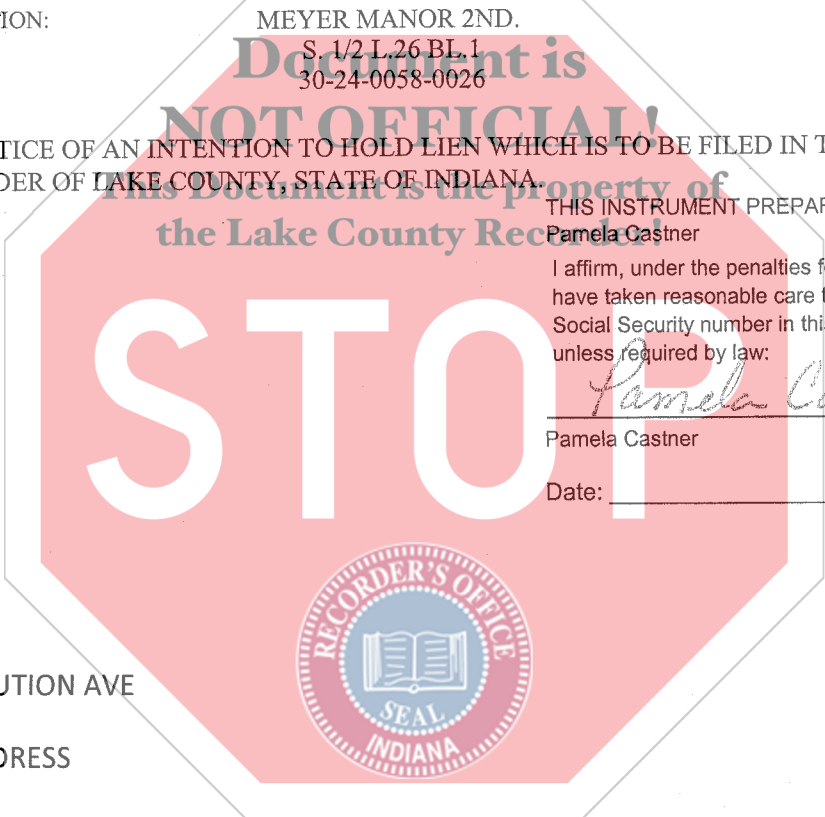 TION:
MEYER MANOR 2ND.
S. 1/2 L.26 BL.1
30-24-0058-0026
Document is
NOT OFFICIAL!
TICE OF AN INTENTION TO HOLD LIEN WHICH IS TO BE FILED IN T
DER OF LAKE COUNTY, STATE OF INDIANA.
This Document is the property of
the Lake County Recorder!
THIS INSTRUMENT PREPAR
Pamela Castner
I affirm, under the penalties f
have taken reasonable care t
Social Security number in this
unless required by law:
Pamela Ca
Pamela Castner
Date:
STOP
RECORDER'S OFFICE
SEAL
INDIANA
UTION AVE
DRESS